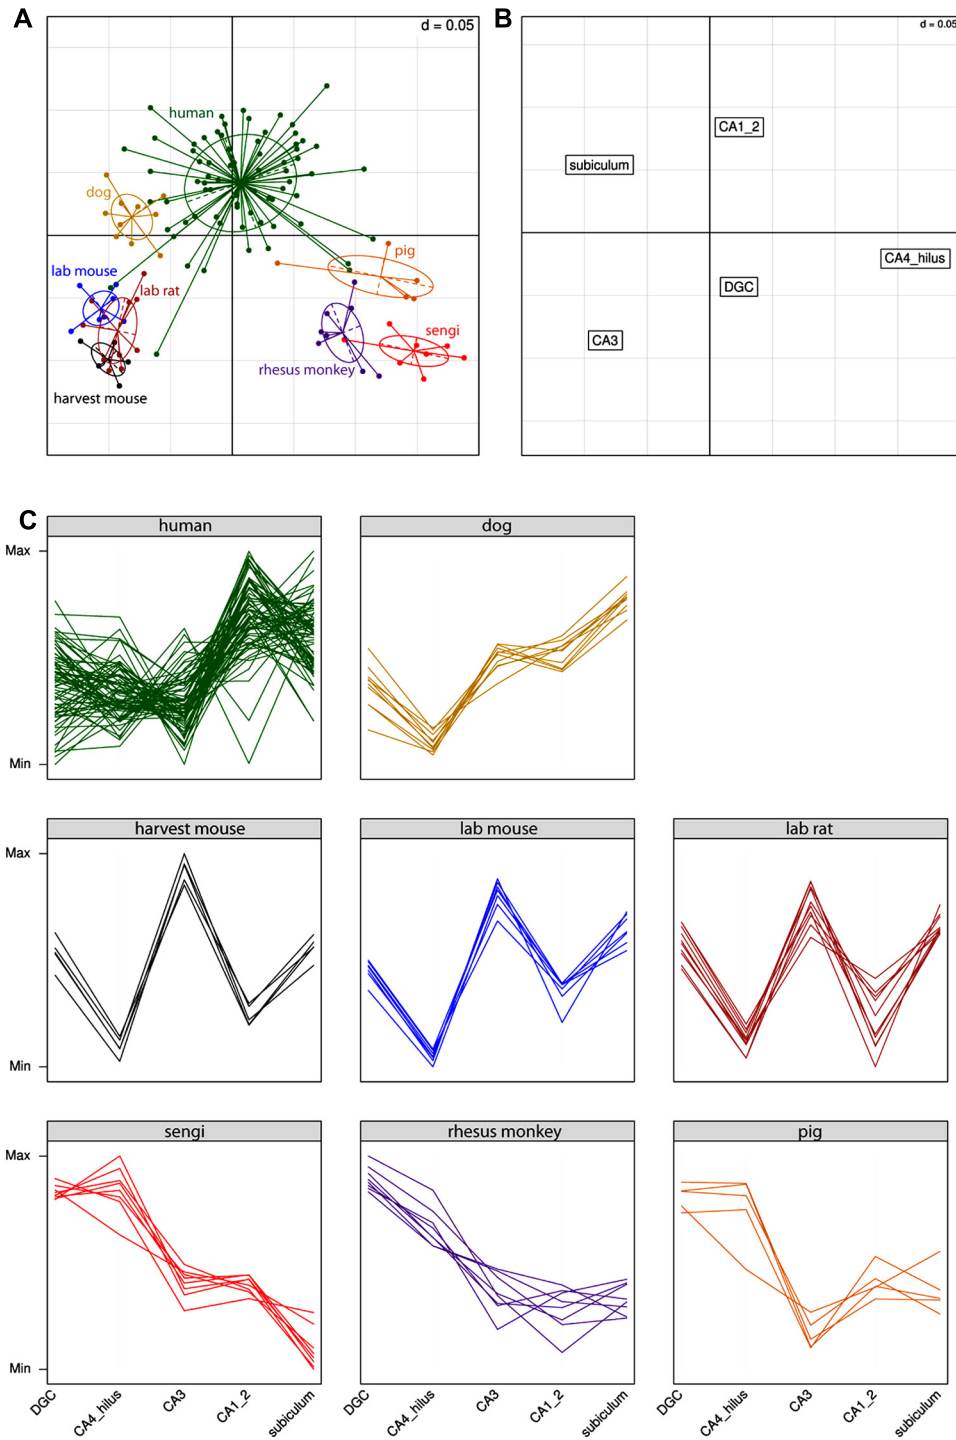 A
d = 0.05
human
dog
pig
lab mouse
lab rat
sengi
rhesus monkey
harvest mouse
B
d = 0.05
CA1_2
subiculum
CA4_hilus
DGC
CA3
C
human
dog
Max
Min
harvest mouse
lab mouse
lab rat
Max
Min
sengi
rhesus monkey
pig
Max
Min
DGC
CA4_hilus
CA3
CA1_2
subiculum
DGC
CA4_hilus
CA3
CA1_2
subiculum
DGC
CA4_hilus
CA3
CA1_2
subiculum